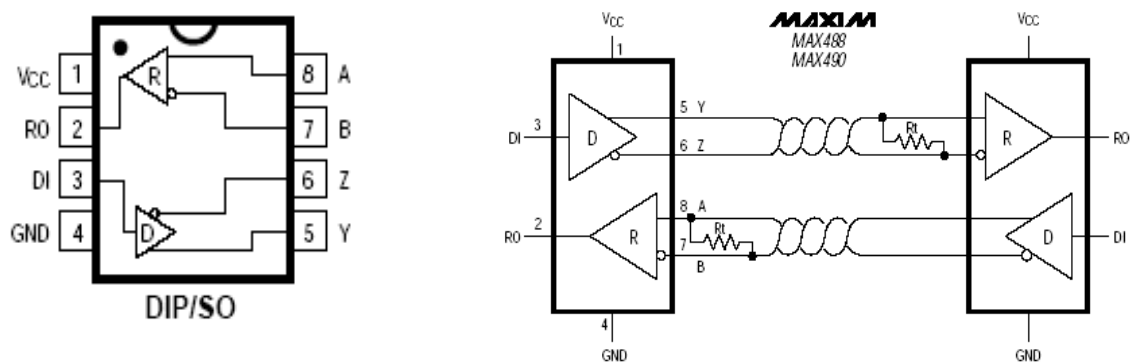 VCC 1 R 8 A
RO 2 7 B
DI 3 6 Z
GND 4 D 5 Y
DIP/SO
MAXIM
MAX488
MAX490
VCC VCC
1
DI 3 D 5 Y Rt R RO
6 Z
RO 2 R 8 A Rt D DI
7
B
4
GND GND